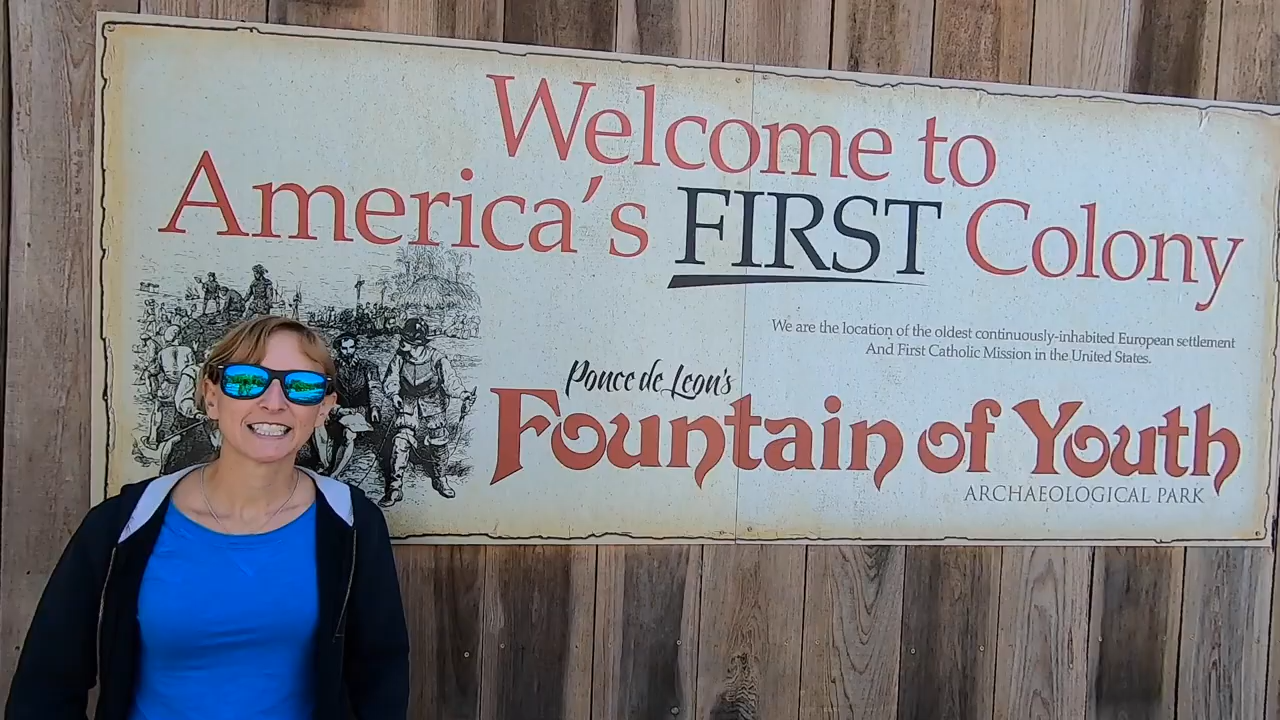 Welcome to
America's FIRST Colony
We are the location of the oldest continuously-inhabited European settlement
And First Catholic Mission in the United States.
Ponce de Leon's
Fountain of Youth
ARCHAEOLOGICAL PARK